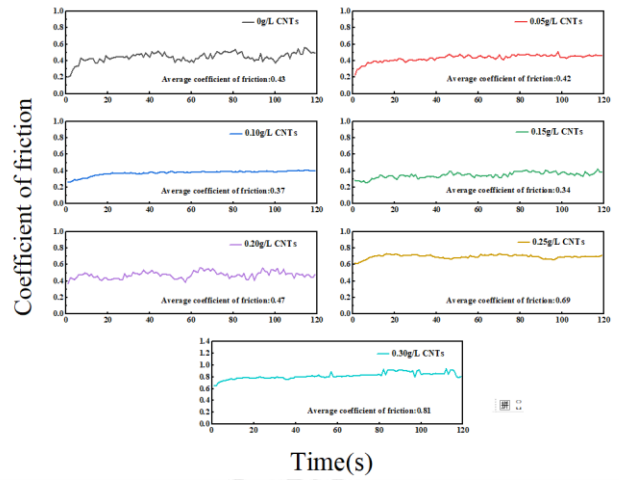 Coefficient of friction
1.0
0.8
0.6
0.4
0.2
0.0
0g/L CNTs
Average coefficient of friction:0.43
0 20 40 60 80 100 120
1.0
0.8
0.6
0.4
0.2
0.0
0.05g/L CNTs
Average coefficient of friction:0.42
0 20 40 60 80 100 120
1.0
0.8
0.6
0.4
0.2
0.0
0.10g/L CNTs
Average coefficient of friction:0.37
0 20 40 60 80 100 120
1.0
0.8
0.6
0.4
0.2
0.0
0.15g/L CNTs
Average coefficient of friction:0.34
0 20 40 60 80 100 120
1.0
0.8
0.6
0.4
0.2
0.0
0.20g/L CNTs
Average coefficient of friction:0.47
0 20 40 60 80 100 120
1.0
0.8
0.6
0.4
0.2
0.0
0.25g/L CNTs
Average coefficient of friction:0.69
0 20 40 60 80 100 120
1.4
1.2
1.0
0.8
0.6
0.4
0.2
0.0
0.30g/L CNTs
Average coefficient of friction:0.81
0 20 40 60 80 100 120
Time(s)